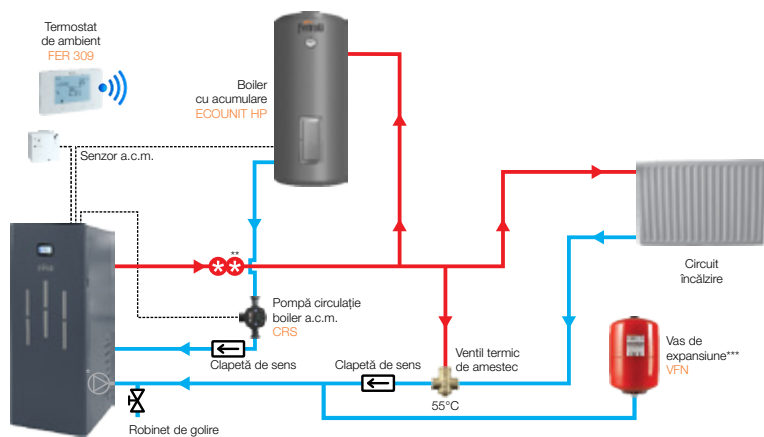 Termostat
de ambient
FER 309
Boiler
cu acumulare
ECOUNIT HP
Senzor a.c.m.
**
Circuit
încălzire
Pompă circulație
boiler a.c.m.
CRS
Clapetă de sens
Clapetă de sens
Ventil termic
de amestec
55°C
Vas de
expansiune***
VFN
Robinet de golire